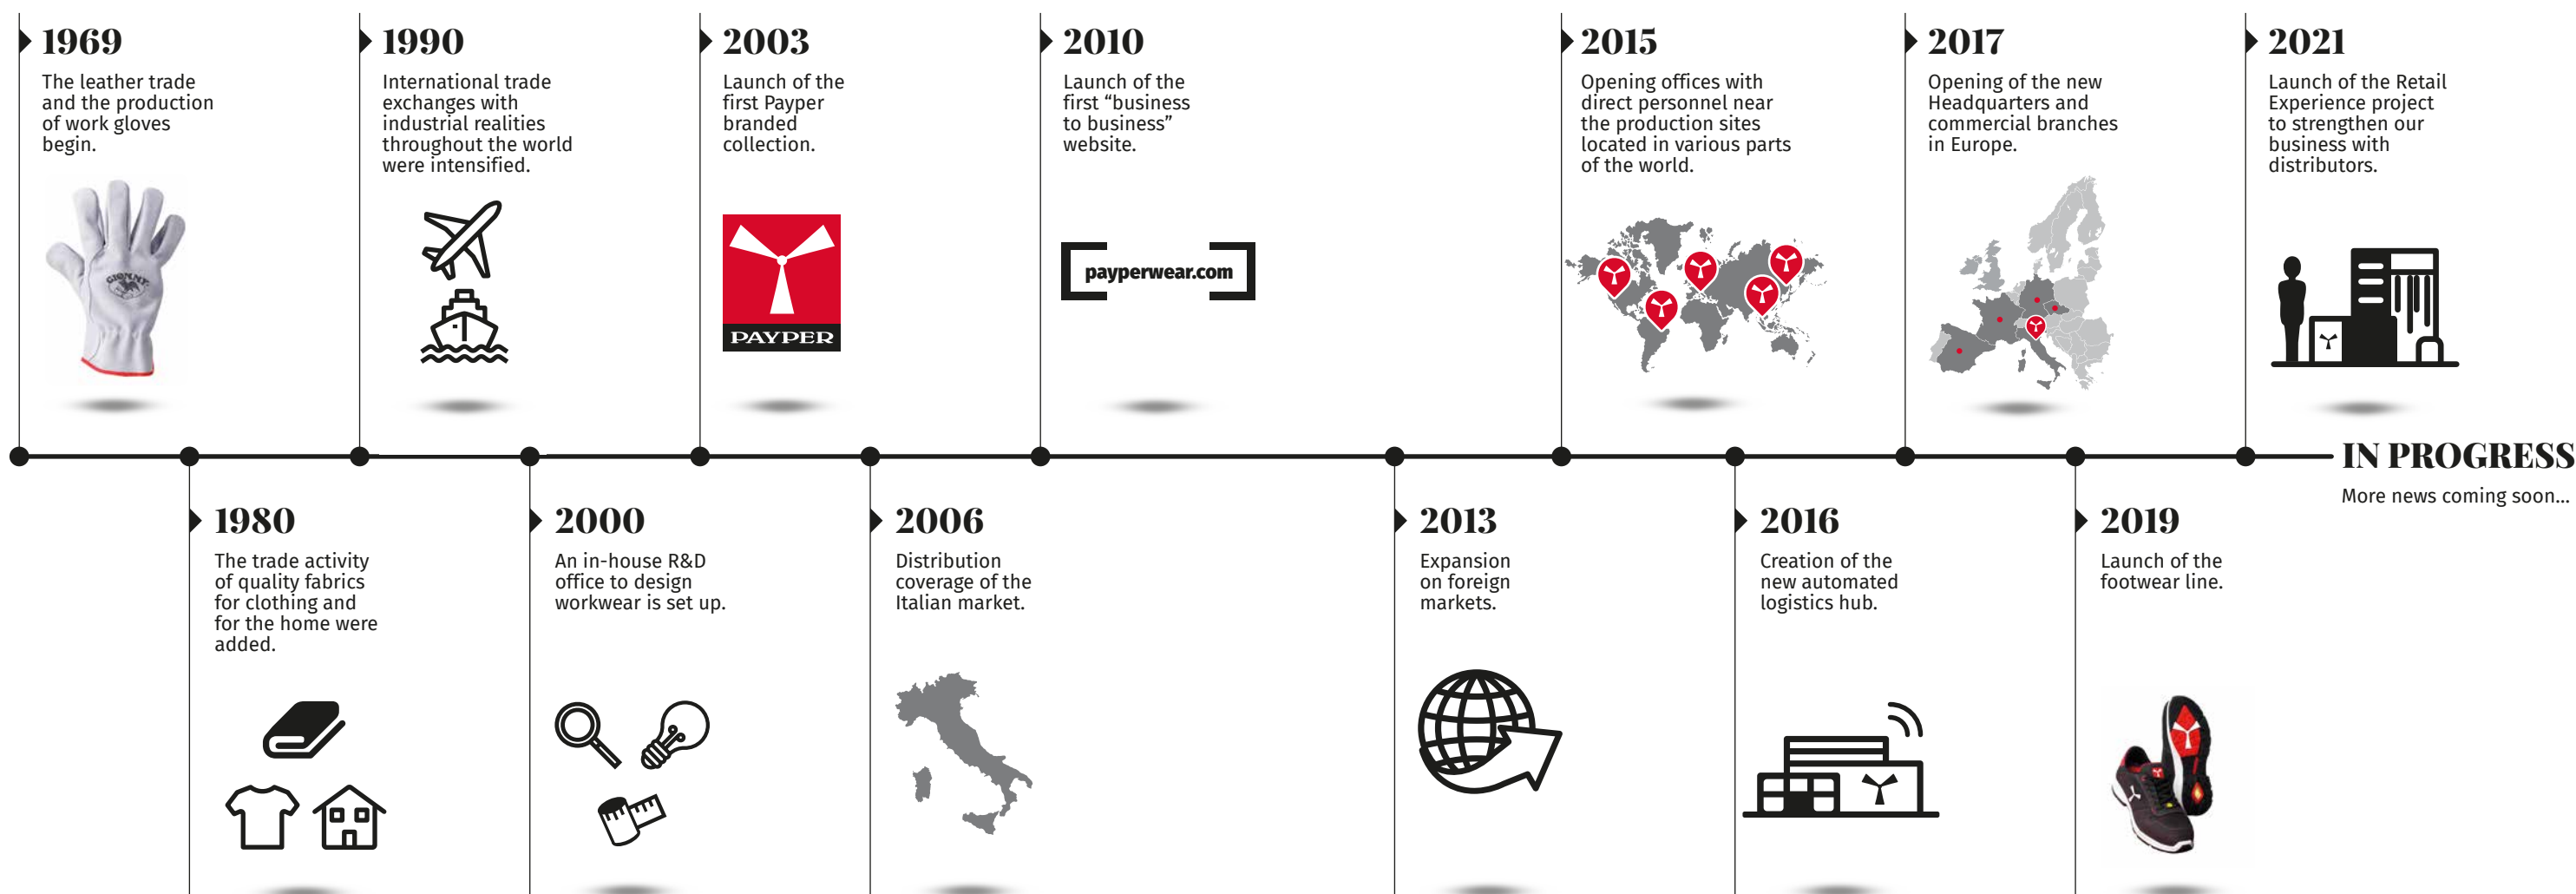 1969
The leather trade
and the production
of work gloves
begin.
GIONNY
1990
International trade
exchanges with
industrial realities
throughout the world
were intensified.
2003
Launch of the
first Payper
branded
collection.
PAYPER
2010
Launch of the
first “business
to business”
website.
payperwear.com
2015
Opening offices with
direct personnel near
the production sites
located in various parts
of the world.
2017
Opening of the new
Headquarters and
commercial branches
in Europe.
2021
Launch of the Retail
Experience project
to strengthen our
business with
distributors.
IN PROGRESS
More news coming soon...
1980
The trade activity
of quality fabrics
for clothing and
for the home were
added.
2000
An in-house R&D
office to design
workwear is set up.
2006
Distribution
coverage of the
Italian market.
2013
Expansion
on foreign
markets.
2016
Creation of the
new automated
logistics hub.
2019
Launch of the
footwear line.